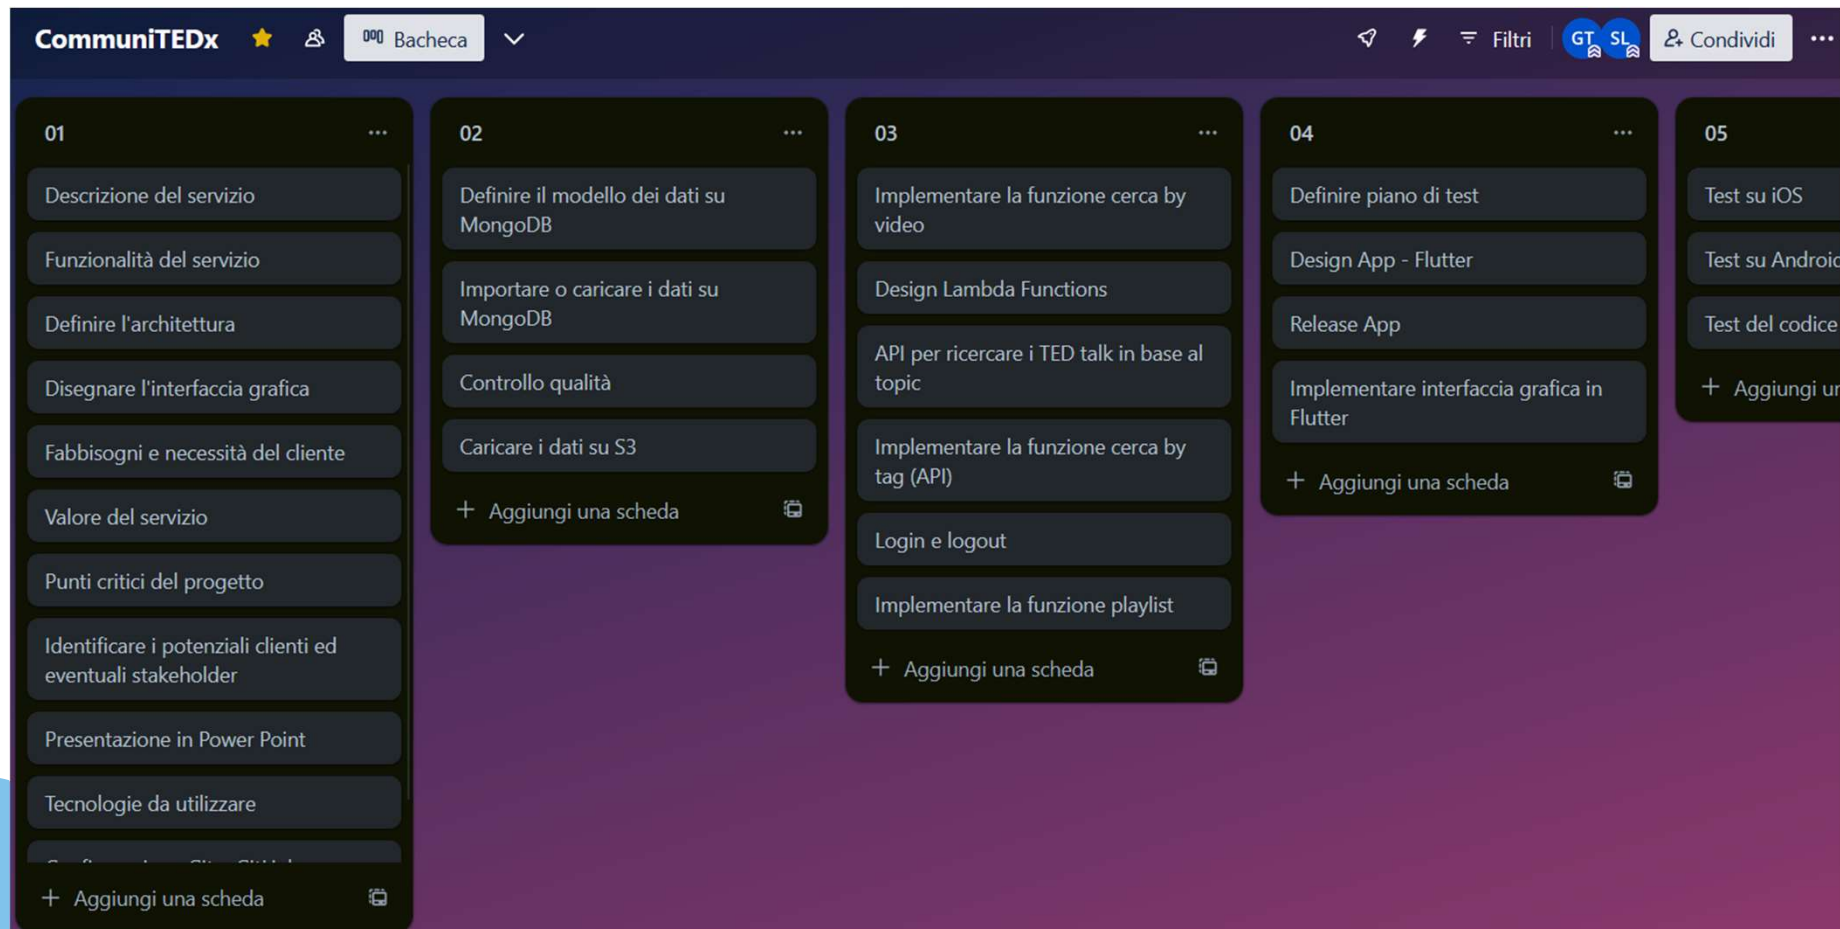 CommuniTEDx
Bacheca
Filtri
GT
SL
Condividi
01
Descrizione del servizio
Funzionalità del servizio
Definire l'architettura
Disegnare l'interfaccia grafica
Fabbisogni e necessità del cliente
Valore del servizio
Punti critici del progetto
Identificare i potenziali clienti ed
eventuali stakeholder
Presentazione in Power Point
Tecnologie da utilizzare
+ Aggiungi una scheda
02
Definire il modello dei dati su
MongoDB
Importare o caricare i dati su
MongoDB
Controllo qualità
Caricare i dati su S3
+ Aggiungi una scheda
03
Implementare la funzione cerca by
video
Design Lambda Functions
API per ricercare i TED talk in base al
topic
Implementare la funzione cerca by
tag (API)
Login e logout
Implementare la funzione playlist
+ Aggiungi una scheda
04
Definire piano di test
Design App - Flutter
Release App
Implementare interfaccia grafica in
Flutter
+ Aggiungi una scheda
05
Test su iOS
Test su Android
Test del codice
+ Aggiungi